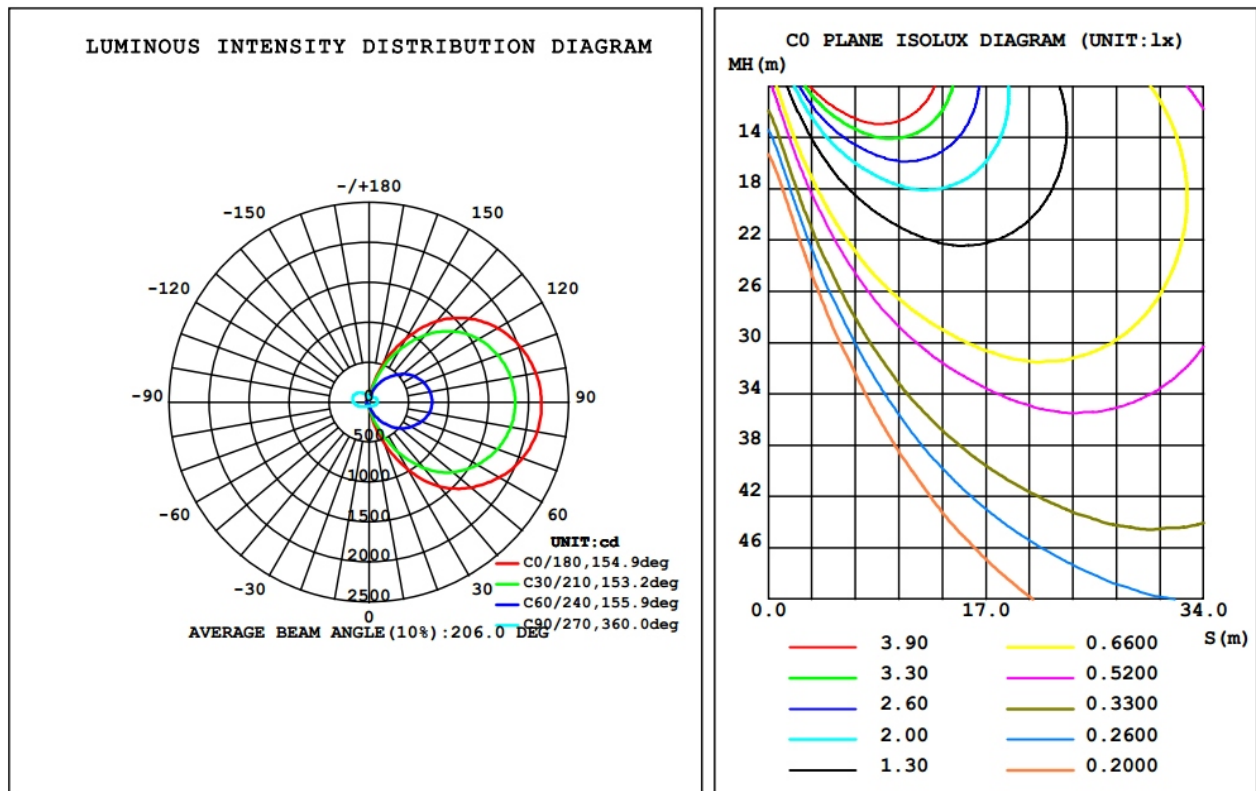 LUMINOUS INTENSITY DISTRIBUTION DIAGRAM
-/+180
-150
150
-120
120
-90
0
90
500
-60
1000
60
1500
UNIT:cd
2000
C0/180,154.9deg
-30
30
C30/210,153.2deg
2500
C60/240,155.9deg
0
C90/270,360.0deg
AVERAGE BEAM ANGLE(10%):206.0 DEG
C0 PLANE ISOLUX DIAGRAM (UNIT:lx)
MH(m)
14
18
22
26
30
34
38
42
46
0.0 17.0 34.0
S(m)
3.90 0.6600
3.30 0.5200
2.60 0.3300
2.00 0.2600
1.30 0.2000